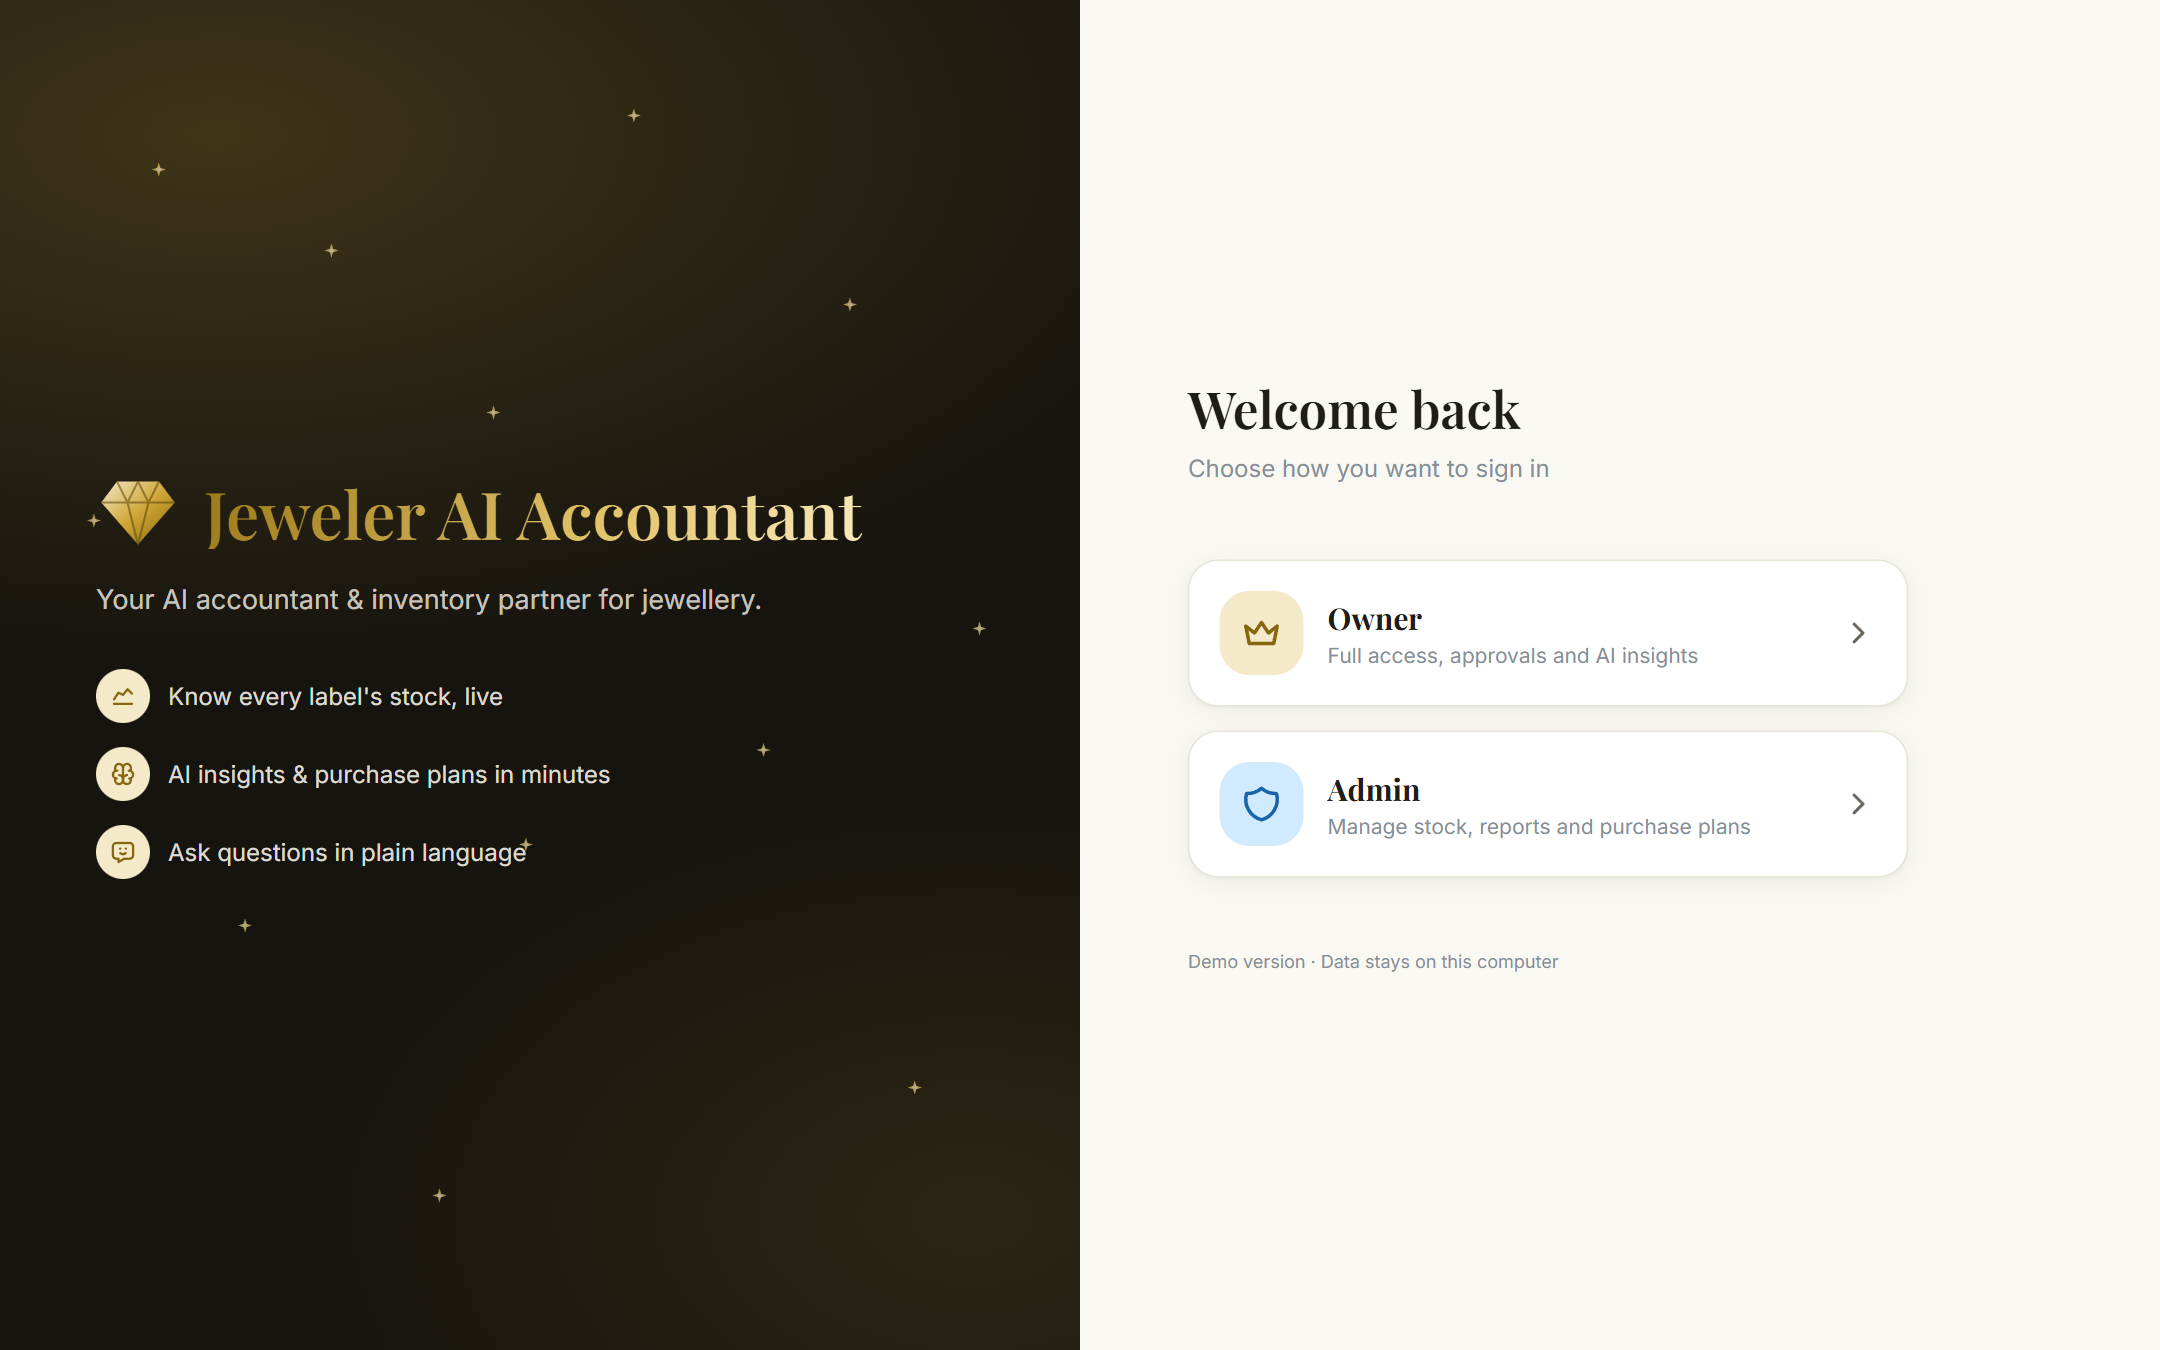 Jeweler AI Accountant
Your AI accountant & inventory partner for jewellery.
Know every label's stock, live
AI insights & purchase plans in minutes
Ask questions in plain language
Welcome back
Choose how you want to sign in
Owner
Full access, approvals and AI insights
Admin
Manage stock, reports and purchase plans
Demo version · Data stays on this computer